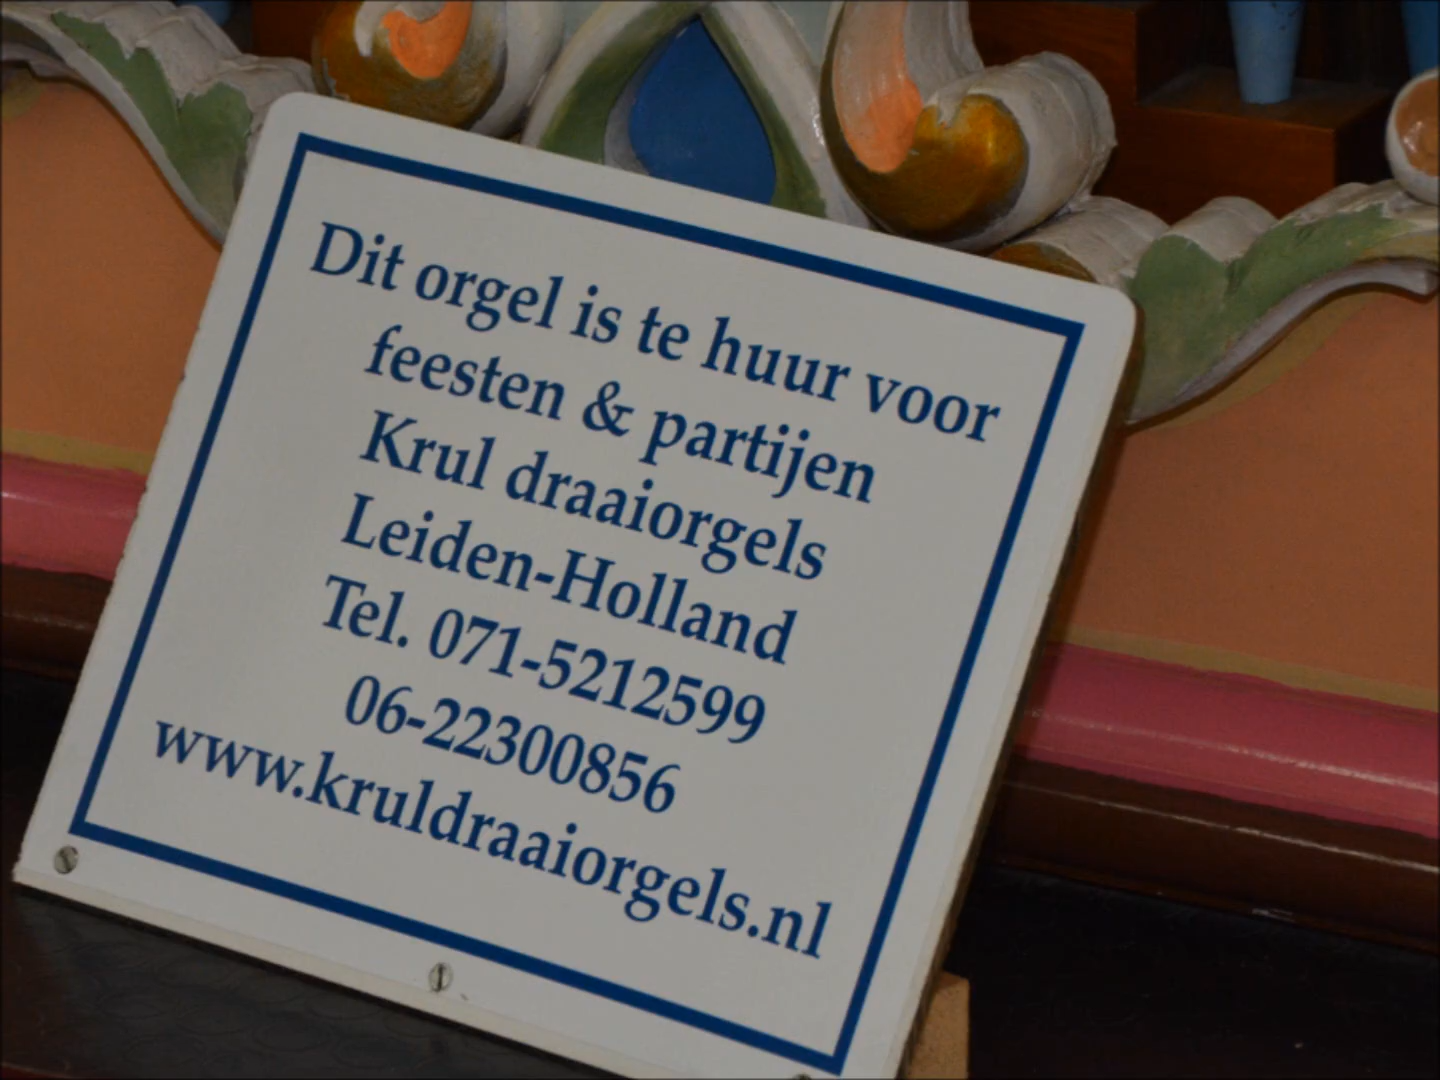 Dit orgel is te huur voor
feesten & partijen
Krul draaiorgels
Leiden-Holland
Tel. 071-5212599
06-22300856
www.kruldraaiorgels.nl